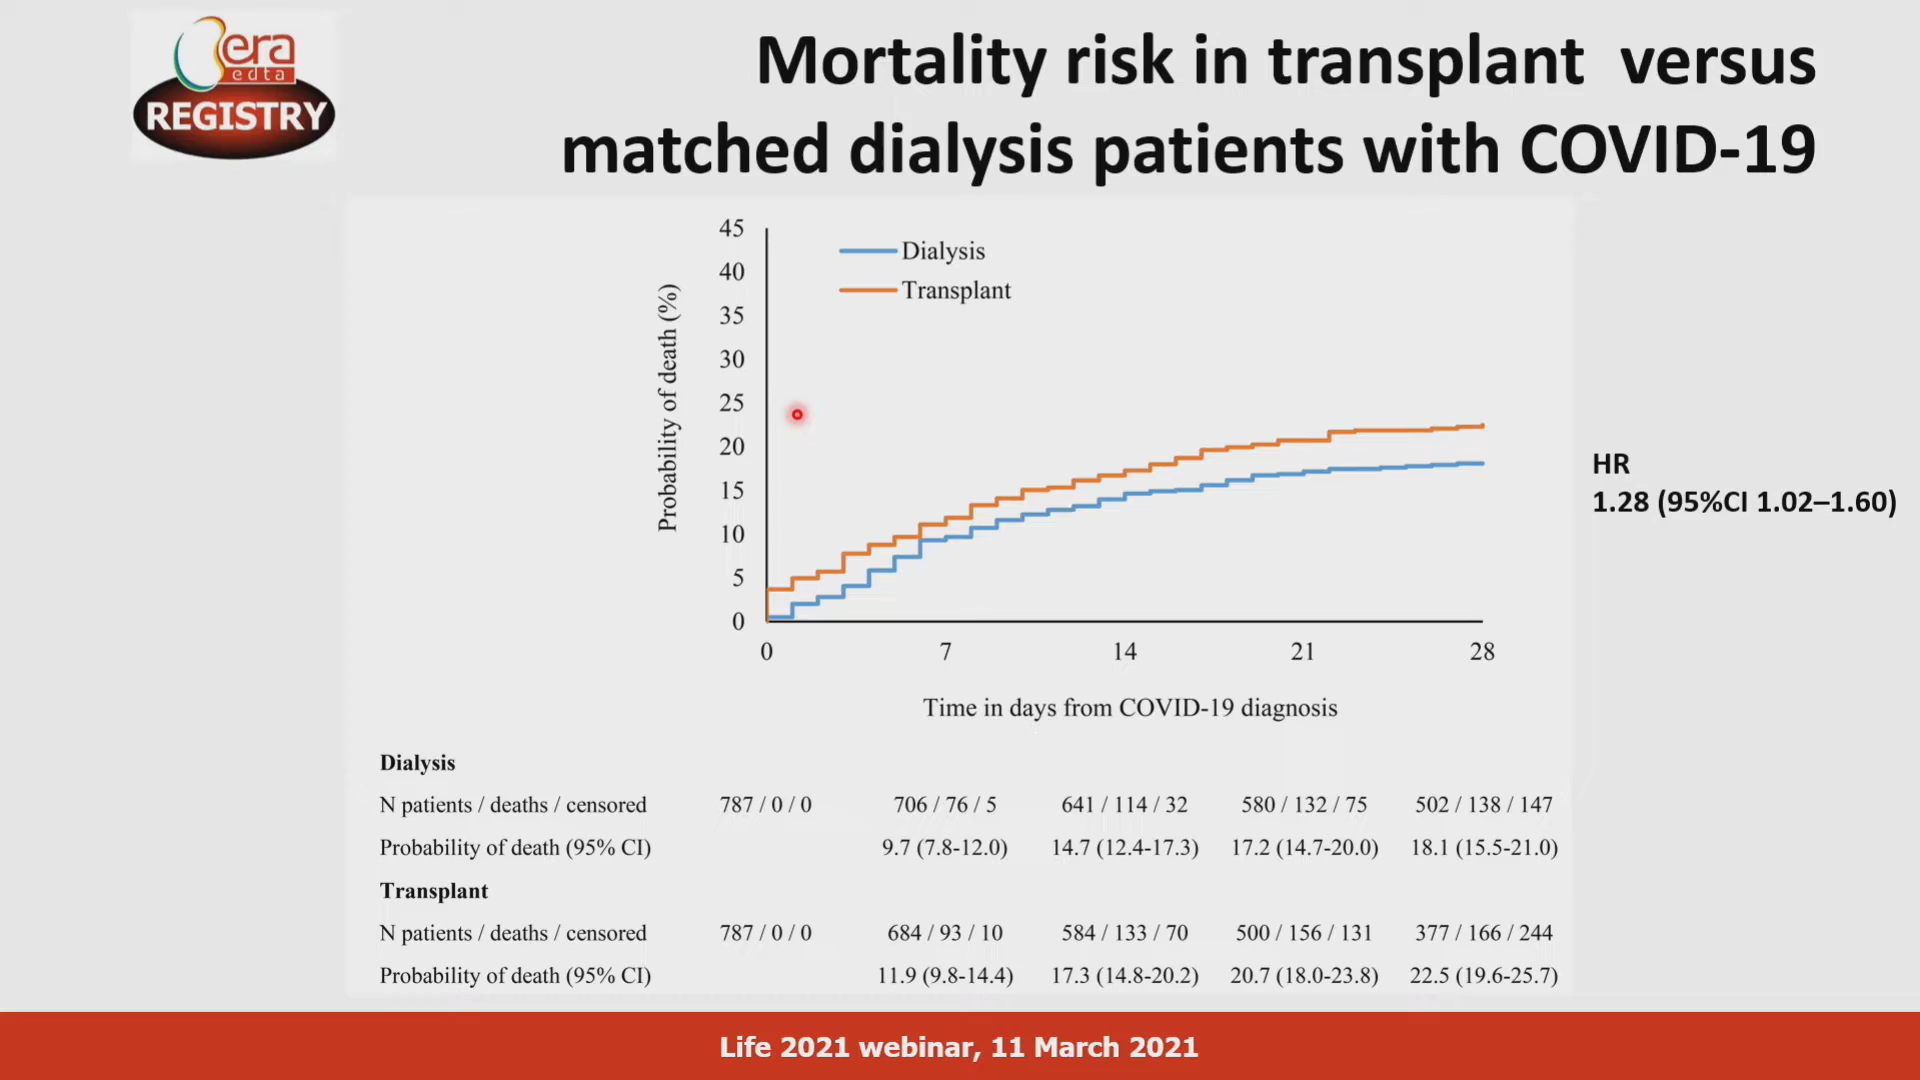 era
edta
REGISTRY
Mortality risk in transplant versus
matched dialysis patients with COVID-19
45
40
35
30
25
20
15
10
5
0
Probability of death (%)
Dialysis
Transplant
0 7 14 21 28
Time in days from COVID-19 diagnosis
HR
1.28 (95%CI 1.02–1.60)
Dialysis
N patients / deaths / censored 787 / 0 / 0 706 / 76 / 5 641 / 114 / 32 580 / 132 / 75 502 / 138 / 147
Probability of death (95% CI) 9.7 (7.8-12.0) 14.7 (12.4-17.3) 17.2 (14.7-20.0) 18.1 (15.5-21.0)
Transplant
N patients / deaths / censored 787 / 0 / 0 684 / 93 / 10 584 / 133 / 70 500 / 156 / 131 377 / 166 / 244
Probability of death (95% CI) 11.9 (9.8-14.4) 17.3 (14.8-20.2) 20.7 (18.0-23.8) 22.5 (19.6-25.7)
Life 2021 webinar, 11 March 2021